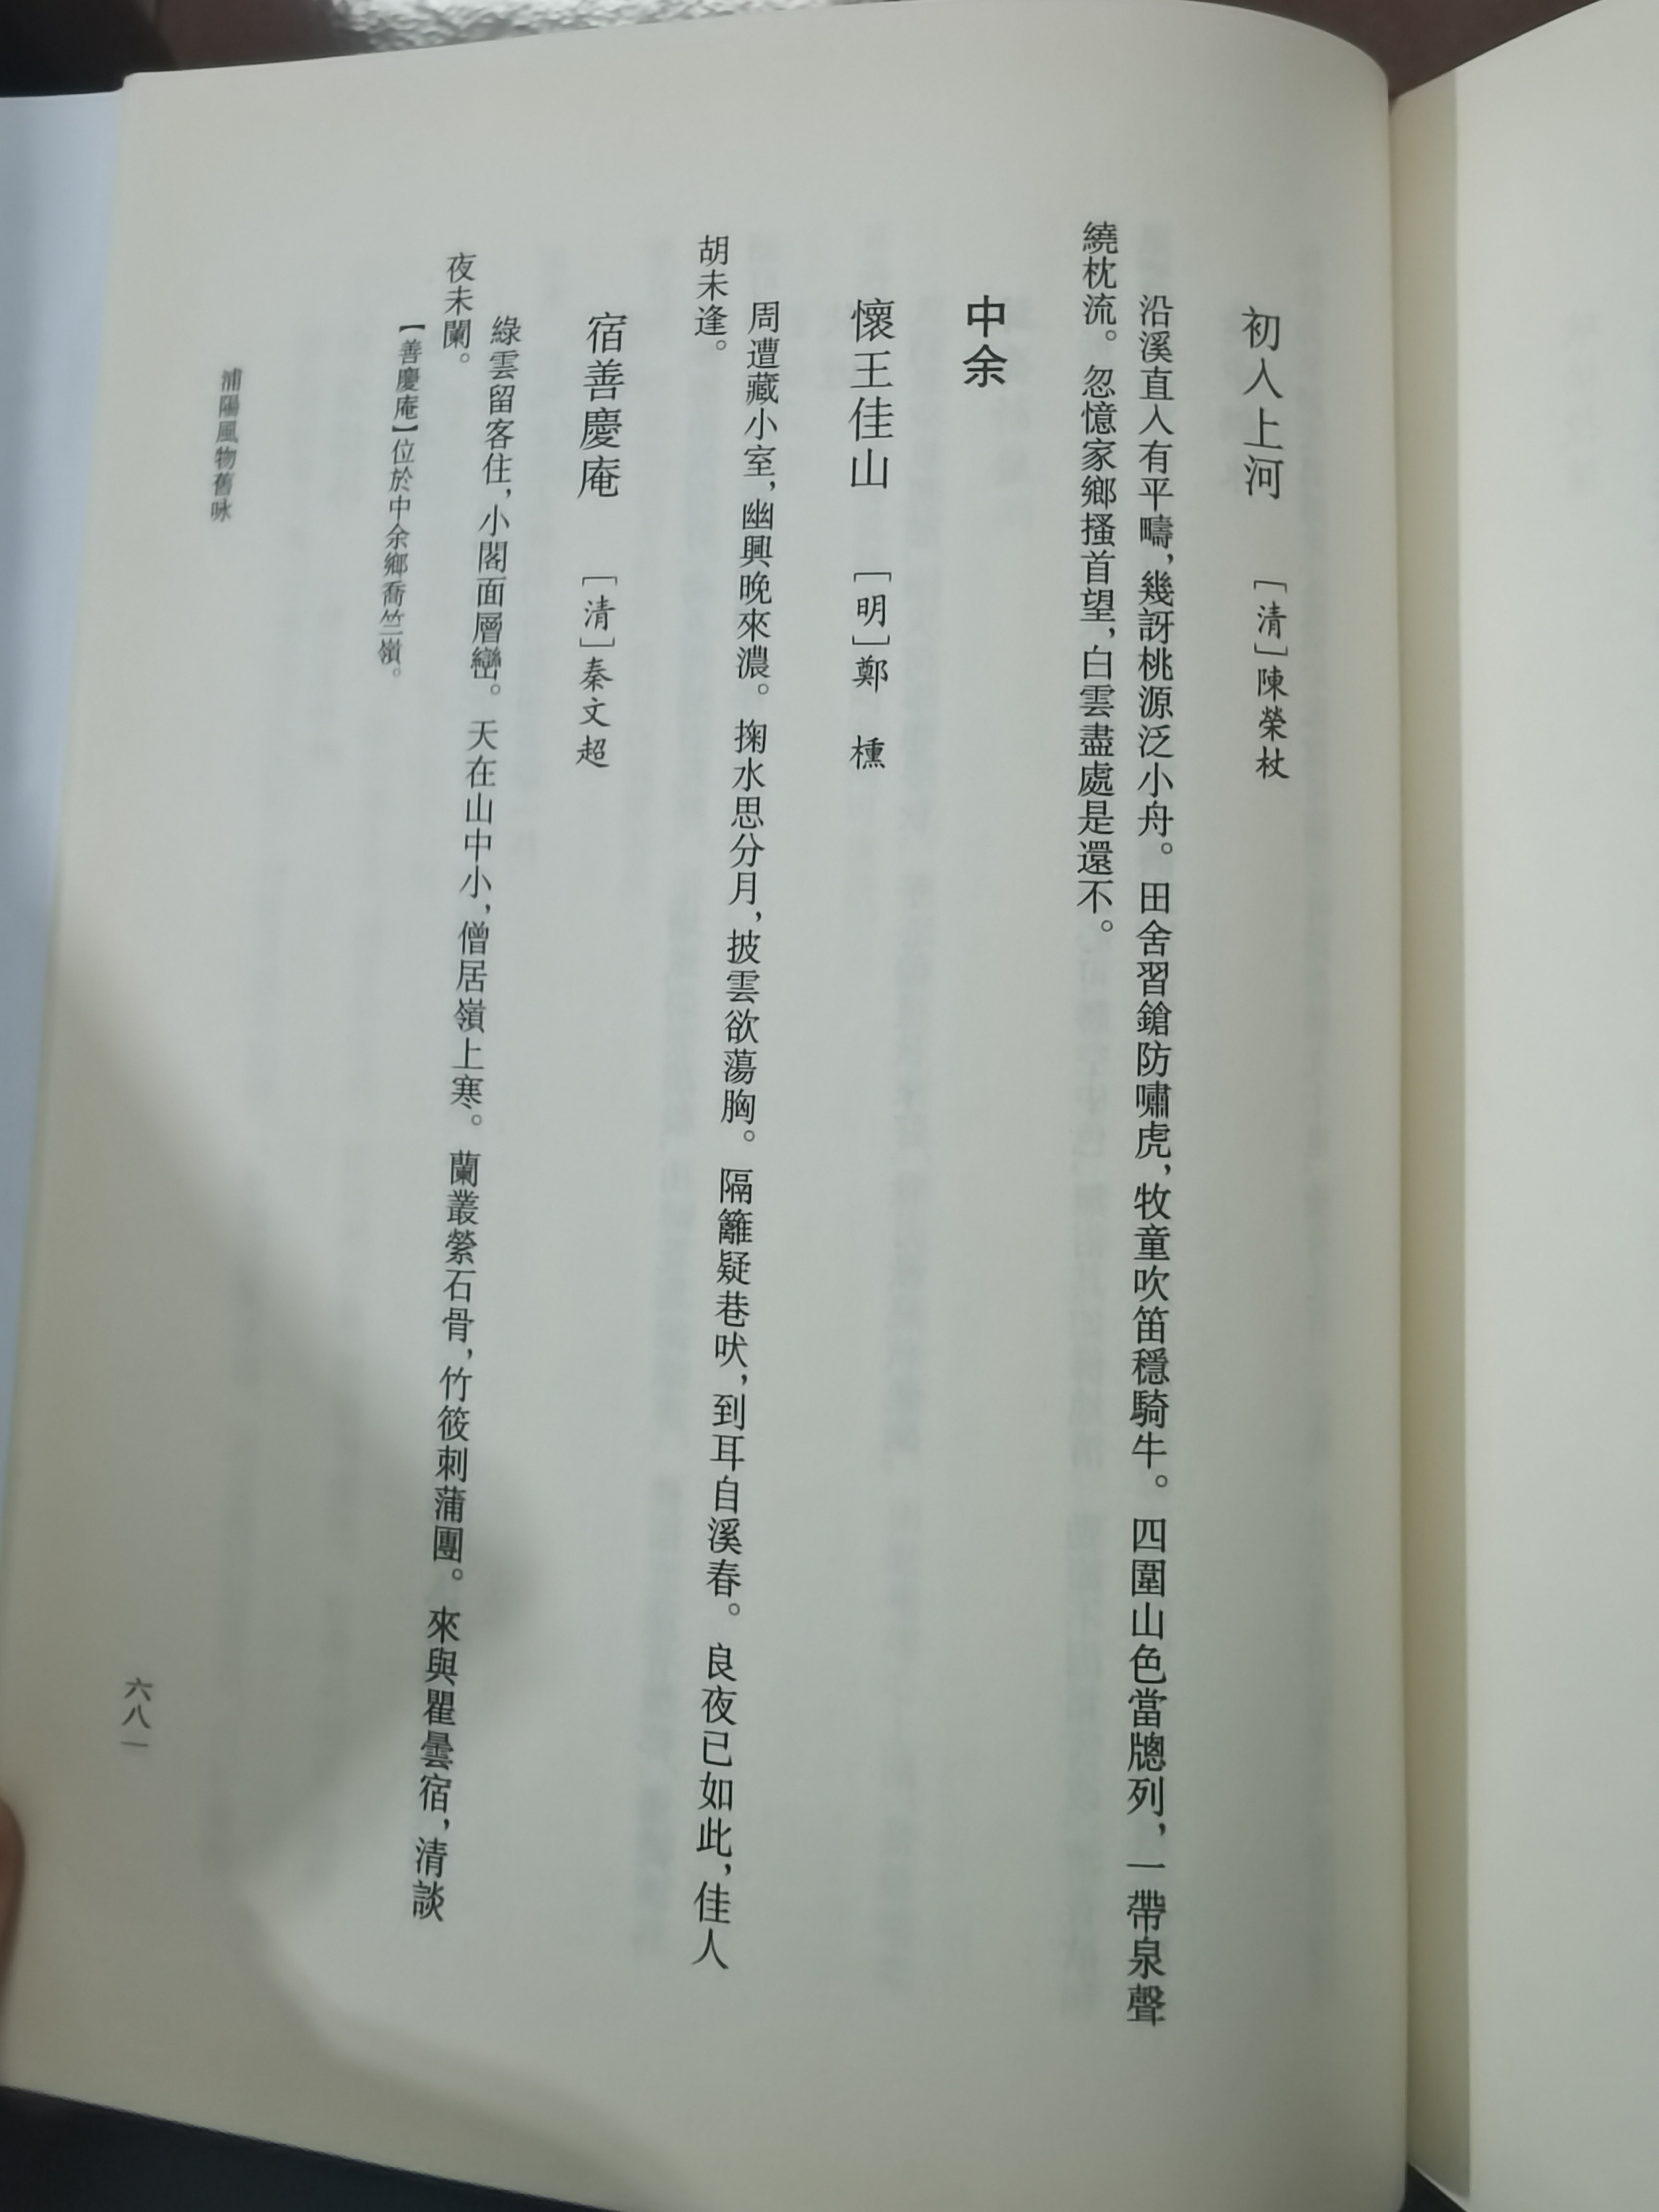 初入上河 ［清］陳榮杖
沿溪直入有平疇，幾訝桃源泛小舟。田舍習鎗防嘯虎，牧童吹笛穩騎牛。四圍山色當牕列，一帶泉聲
繞枕流。忽憶家鄉搔首望，白雲盡處是還不。
中余
懷王佳山 ［明］鄭 櫄
周遭藏小室，幽興晚來濃。掬水思分月，披雲欲蕩胸。隔籬疑巷吠，到耳自溪舂。良夜已如此，佳人
胡未逢。
宿善慶庵 ［清］秦文超
綠雲留客住，小閣面層巒。天在山中小，僧居嶺上寒。蘭叢縈石骨，竹筱刺蒲團。來與瞿曇宿，清談
夜未闌。
【善慶庵】位於中余鄉喬竺嶺。
浦陽風物舊咏
六八一